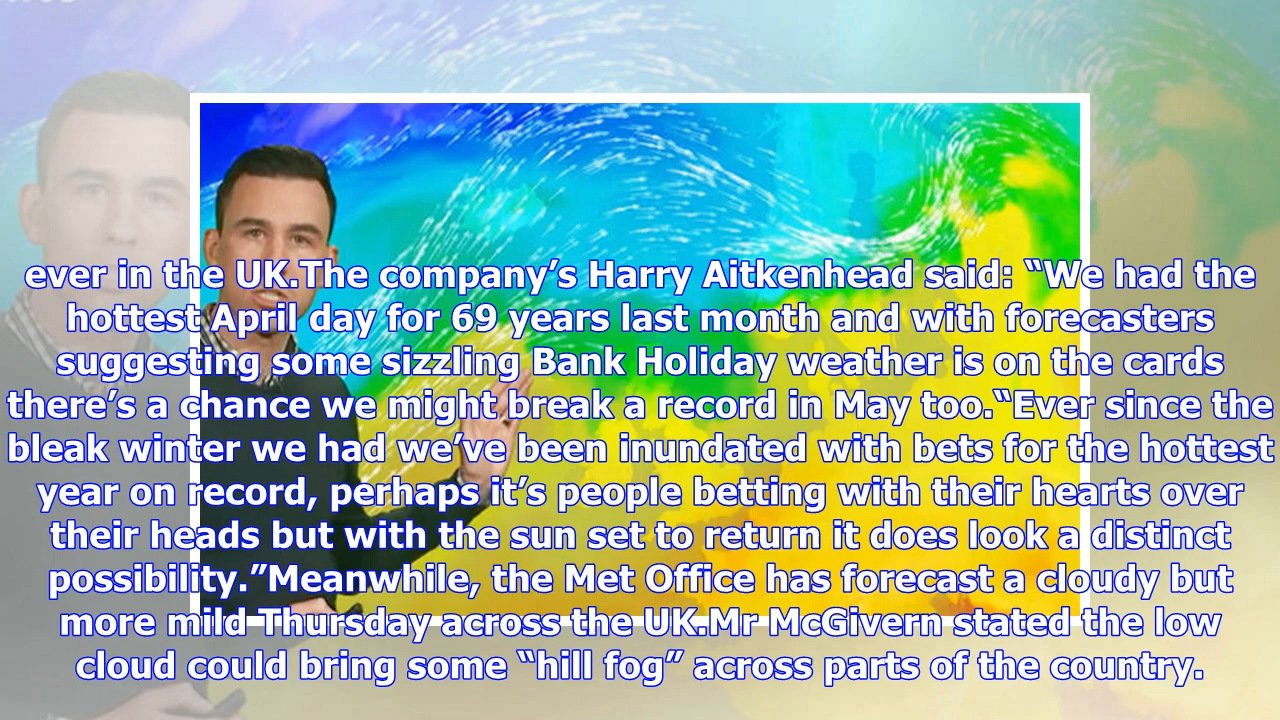 ever in the UK.The company’s Harry Aitkenhead said: “We had the
hottest April day for 69 years last month and with forecasters
suggesting some sizzling Bank Holiday weather is on the cards
there’s a chance we might break a record in May too.“Ever since the
bleak winter we had we’ve been inundated with bets for the hottest
year on record, perhaps it’s people betting with their hearts over
their heads but with the sun set to return it does look a distinct
possibility.”Meanwhile, the Met Office has forecast a cloudy but
more mild Thursday across the UK.Mr McGivern stated the low
cloud could bring some “hill fog” across parts of the country.